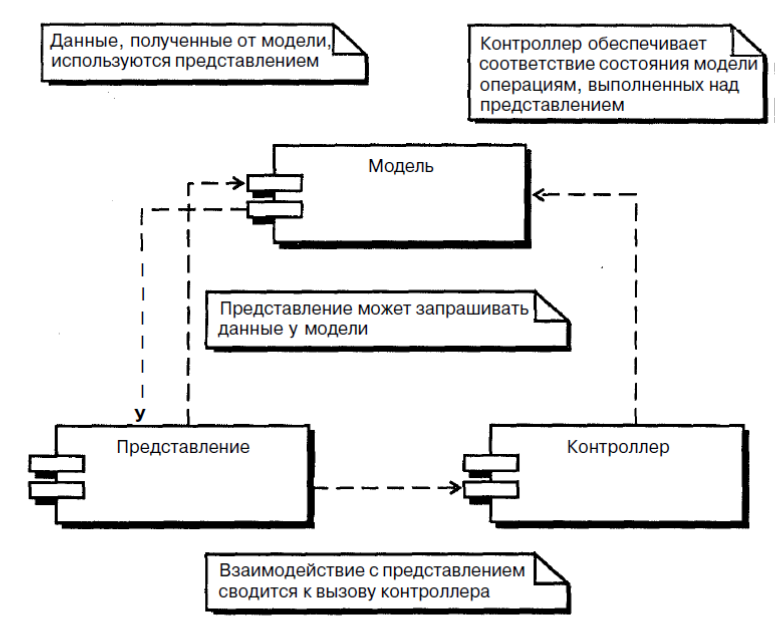 Данные, полученные от модели,
используются представлением
Контроллер обеспечивает
соответствие состояния модели
операциям, выполненных над
представлением
Модель
Представление может запрашивать
данные у модели
У
Представление
Контроллер
Взаимодействие с представлением
сводится к вызову контроллера